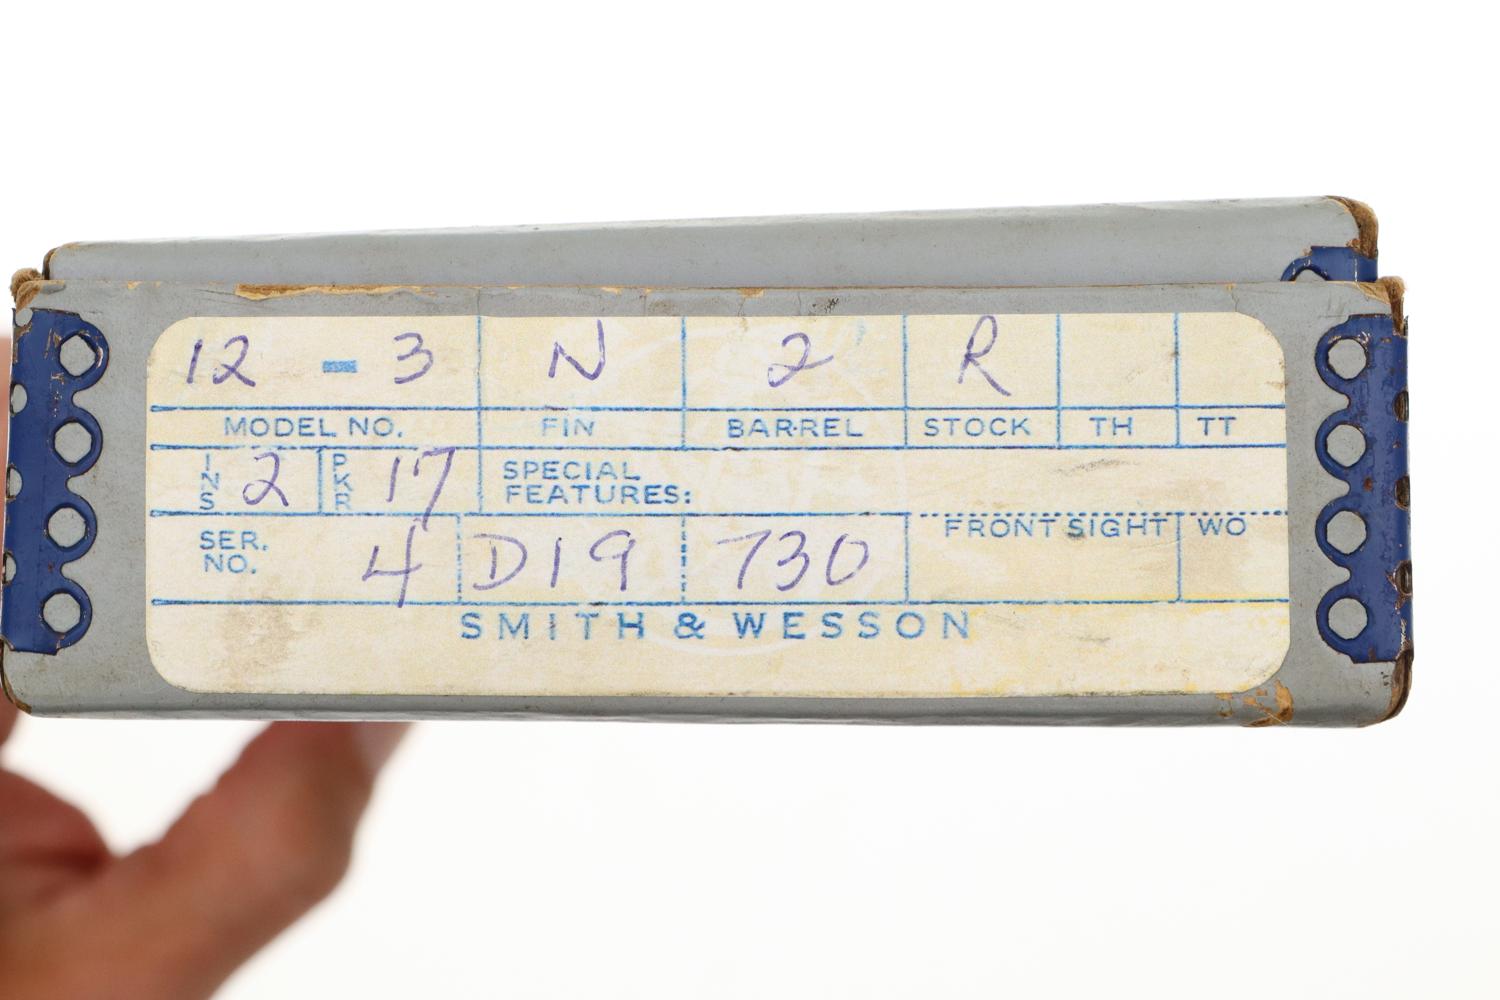 12 - 3 N 2 R
MODEL NO. FIN BARREL STOCK TH TT
INS 2 PKR 17 SPECIAL FEATURES:
SER. NO. 4 D19 730 FRONT SIGHT WO
SMITH & WESSON